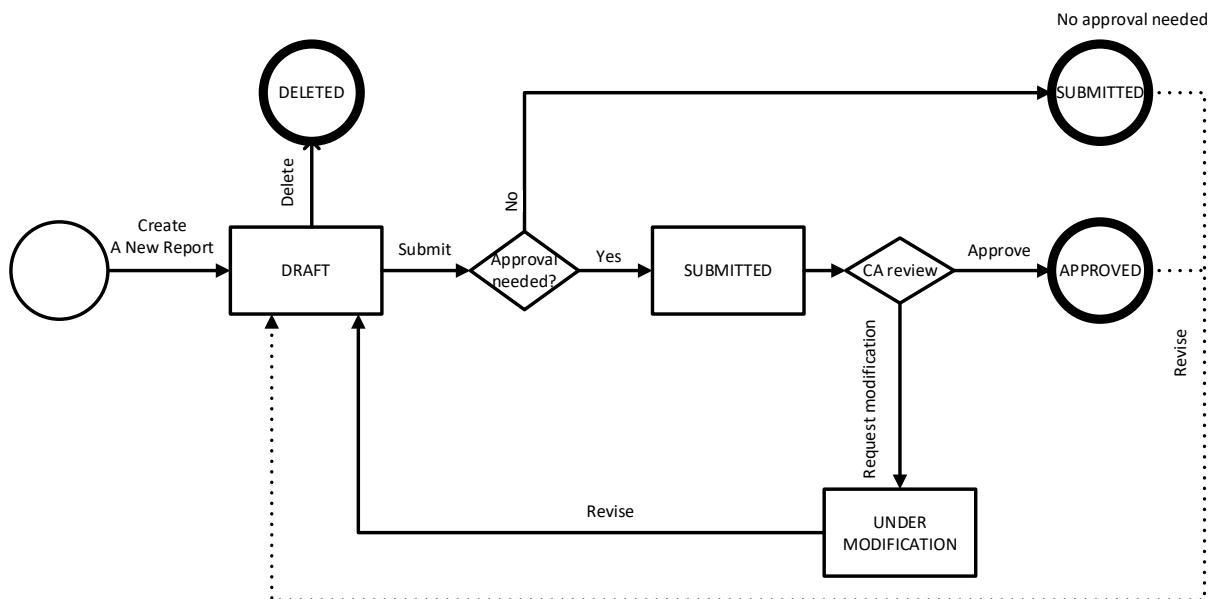 No approval needed
DELETED
SUBMITTED
Delete
No
Create
A New Report
DRAFT
Submit
Approval
needed?
Yes
SUBMITTED
CA review
Approve
APPROVED
Revise
Request modification
Revise
UNDER
MODIFICATION